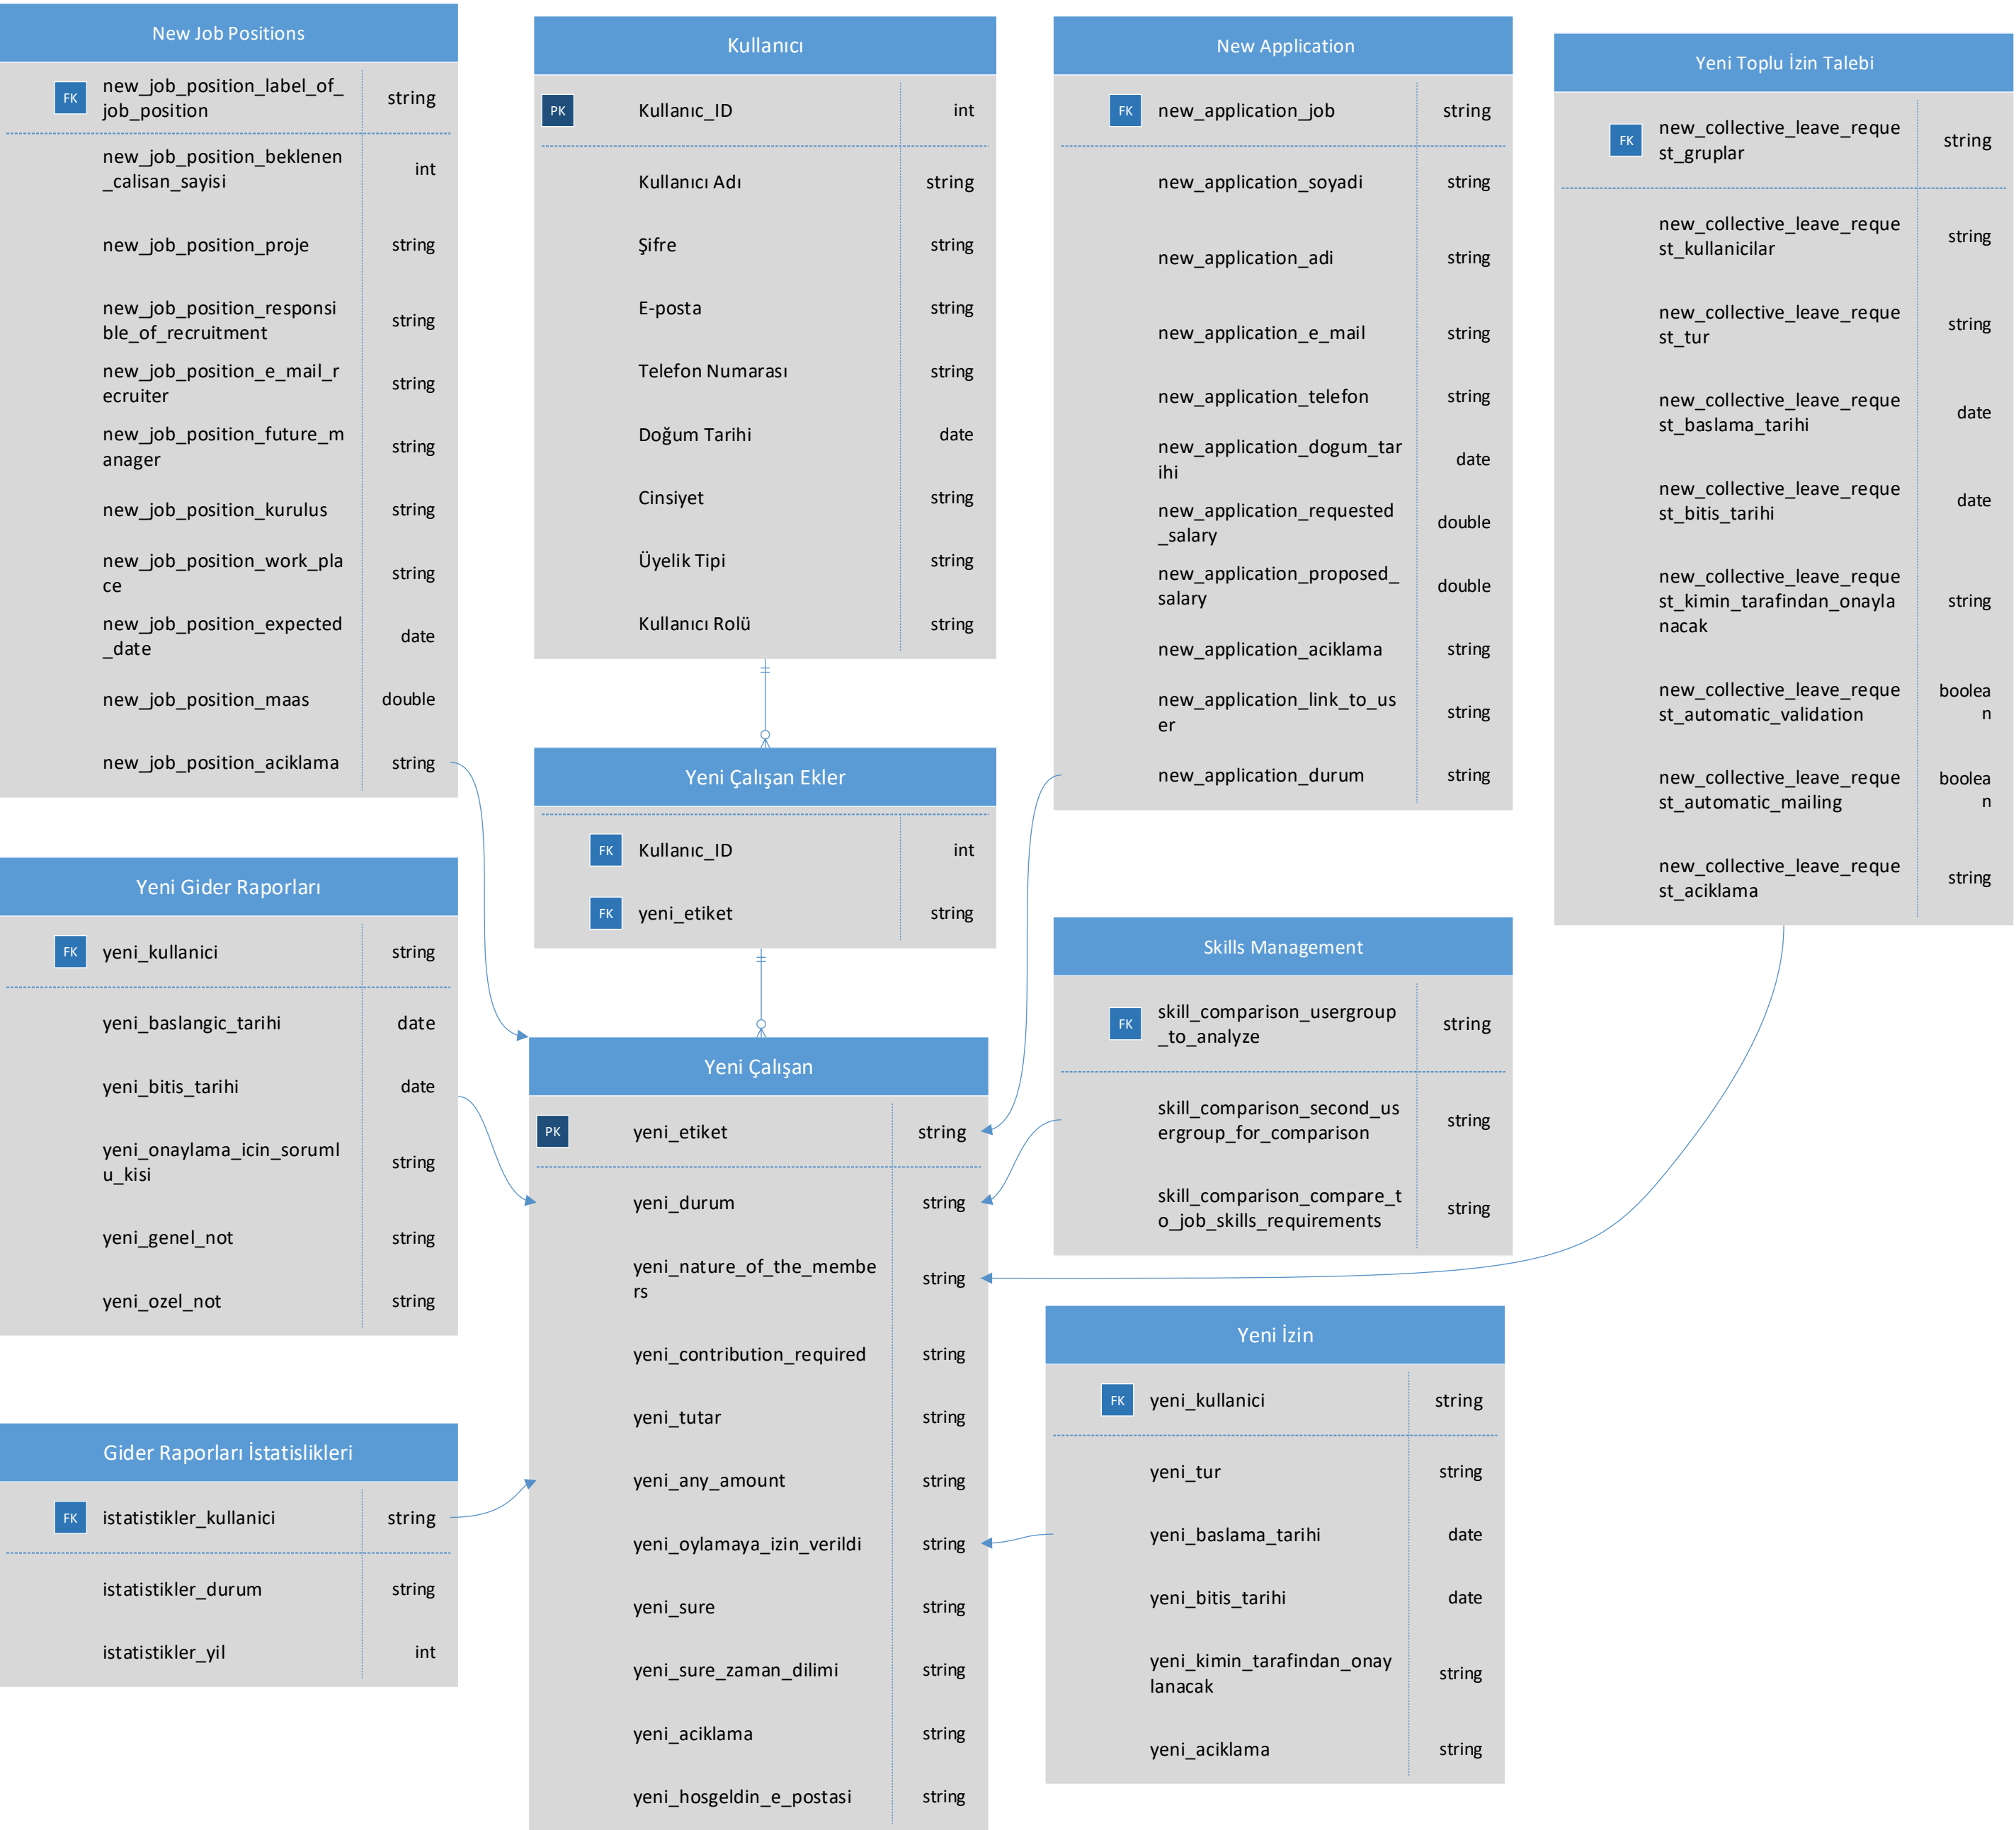 New Job Positions
FK
new_job_position_label_of_
job_position
string
new_job_position_beklenen
_calisan_sayisi
int
new_job_position_proje
string
new_job_position_responsi
ble_of_recruitment
string
new_job_position_e_mail_r
ecruiter
string
new_job_position_future_m
anager
string
new_job_position_kurulus
string
new_job_position_work_pla
ce
string
new_job_position_expected
_date
date
new_job_position_maas
double
new_job_position_aciklama
string
Kullanıcı
PK
Kullanıc_ID
int
Kullanıcı Adı
string
Şifre
string
E-posta
string
Telefon Numarası
string
Doğum Tarihi
date
Cinsiyet
string
Üyelik Tipi
string
Kullanıcı Rolü
string
New Application
FK
new_application_job
string
new_application_soyadi
string
new_application_adi
string
new_application_e_mail
string
new_application_telefon
string
new_application_dogum_tar
ihi
date
new_application_requested
_salary
double
new_application_proposed_
salary
double
new_application_aciklama
string
new_application_link_to_us
er
string
new_application_durum
string
Yeni Toplu İzin Talebi
FK
new_collective_leave_reque
st_gruplar
string
new_collective_leave_reque
st_kullanicilar
string
new_collective_leave_reque
st_tur
string
new_collective_leave_reque
st_baslama_tarihi
date
new_collective_leave_reque
st_bitis_tarihi
date
new_collective_leave_reque
st_kimin_tarafindan_onayla
nacak
string
new_collective_leave_reque
st_automatic_validation
boolea
n
new_collective_leave_reque
st_automatic_mailing
boolea
n
new_collective_leave_reque
st_aciklama
string
Yeni Çalışan Ekler
FK
Kullanıc_ID
int
FK
yeni_etiket
string
Yeni Gider Raporları
FK
yeni_kullanici
string
yeni_baslangic_tarihi
date
yeni_bitis_tarihi
date
yeni_onaylama_icin_soruml
u_kisi
string
yeni_genel_not
string
yeni_ozel_not
string
Skills Management
FK
skill_comparison_usergroup
_to_analyze
string
skill_comparison_second_us
ergroup_for_comparison
string
skill_comparison_compare_t
o_job_skills_requirements
string
Yeni Çalışan
PK
yeni_etiket
string
yeni_durum
string
yeni_nature_of_the_membe
rs
string
yeni_contribution_required
string
yeni_tutar
string
yeni_any_amount
string
yeni_oylamaya_izin_verildi
string
yeni_sure
string
yeni_sure_zaman_dilimi
string
yeni_aciklama
string
yeni_hosgeldin_e_postasi
string
Yeni İzin
FK
yeni_kullanici
string
yeni_tur
string
yeni_baslama_tarihi
date
yeni_bitis_tarihi
date
yeni_kimin_tarafindan_onay
lanacak
string
yeni_aciklama
string
Gider Raporları İstatislikleri
FK
istatistikler_kullanici
string
istatistikler_durum
string
istatistikler_yil
int